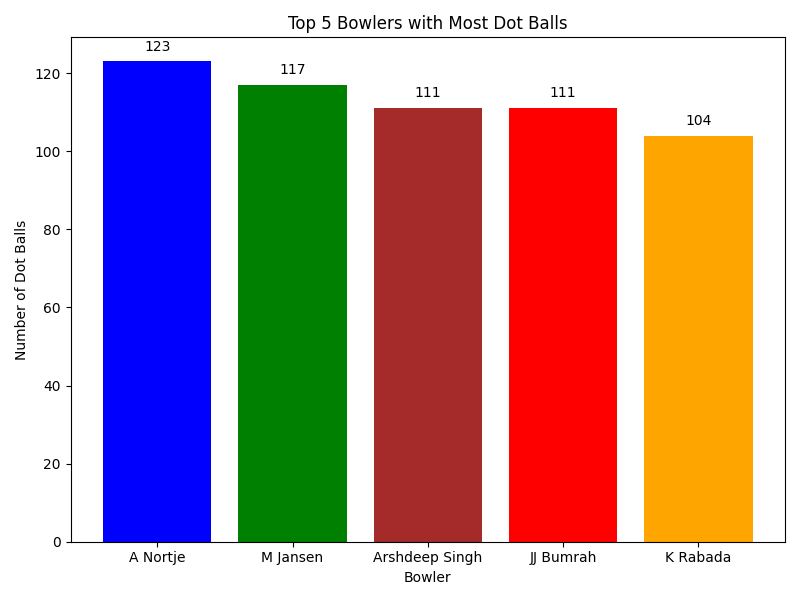 Top 5 Bowlers with Most Dot Balls
123
117
111
111
104
120
100
80
60
40
20
0
Number of Dot Balls
A Nortje
M Jansen
Arshdeep Singh
JJ Bumrah
K Rabada
Bowler